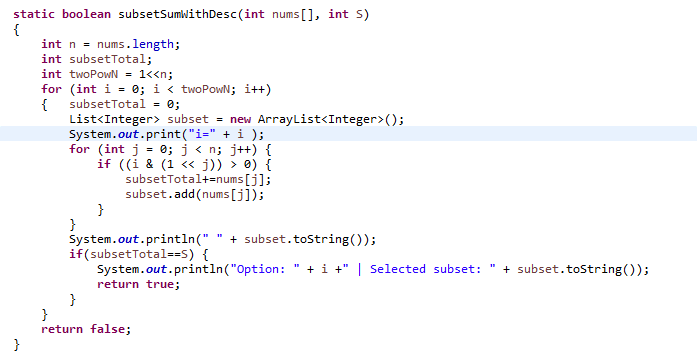 static boolean subsetSumWithDesc(int nums[], int S)
{
    int n = nums.length;
    int subsetTotal;
    int twoPowN = 1<<n;
    for (int i = 0; i < twoPowN; i++)
    {   subsetTotal = 0;
        List<Integer> subset = new ArrayList<Integer>();
        System.out.print("i=" + i );
        for (int j = 0; j < n; j++) {
            if ((i & (1 << j)) > 0) {
                subsetTotal+=nums[j];
                subset.add(nums[j]);
            }
        }
        System.out.println(" " + subset.toString());
        if(subsetTotal==S) {
            System.out.println("Option: " + i +" | Selected subset: " + subset.toString());
            return true;
        }
    }
    return false;
}